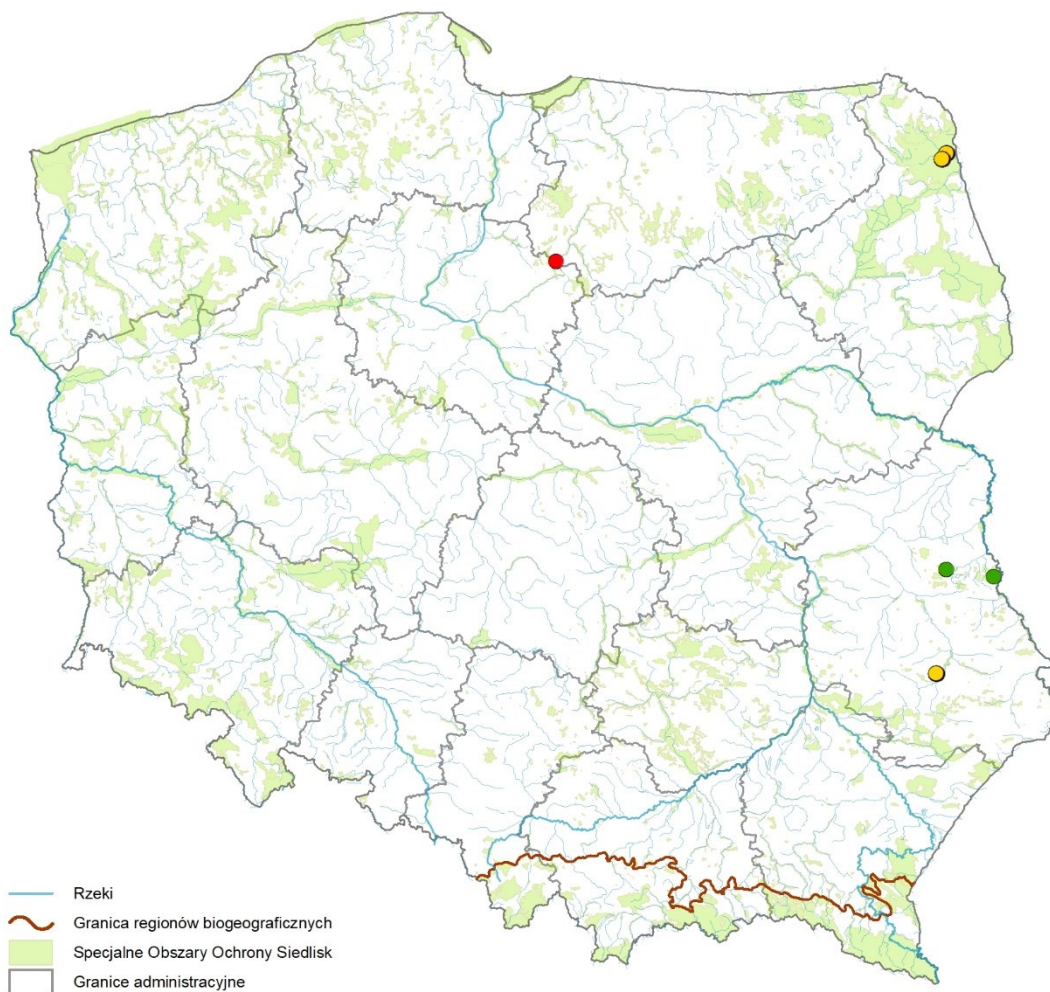 Rzeki
Granica regionów biogeograficznych
Specjalne Obszary Ochrony Siedlisk
Granice administracyjne